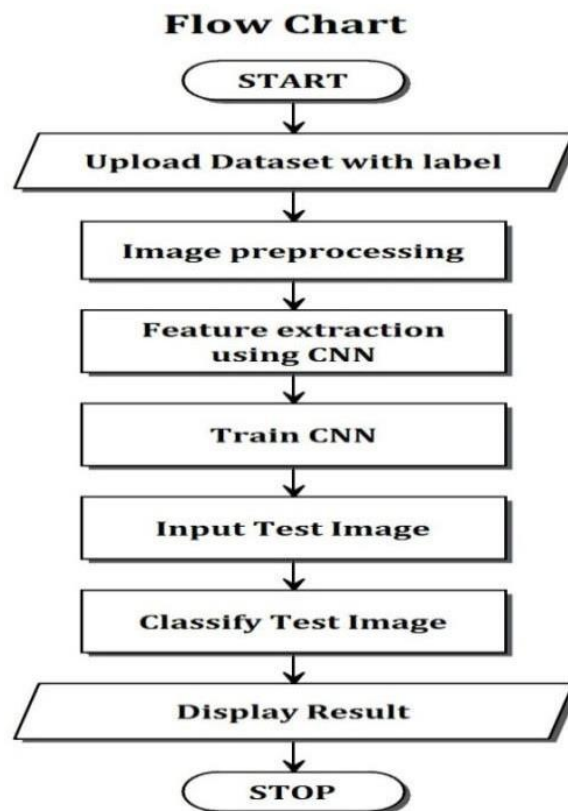 Flow Chart
START
Upload Dataset with label
Image preprocessing
Feature extraction
using CNN
Train CNN
Input Test Image
Classify Test Image
Display Result
STOP